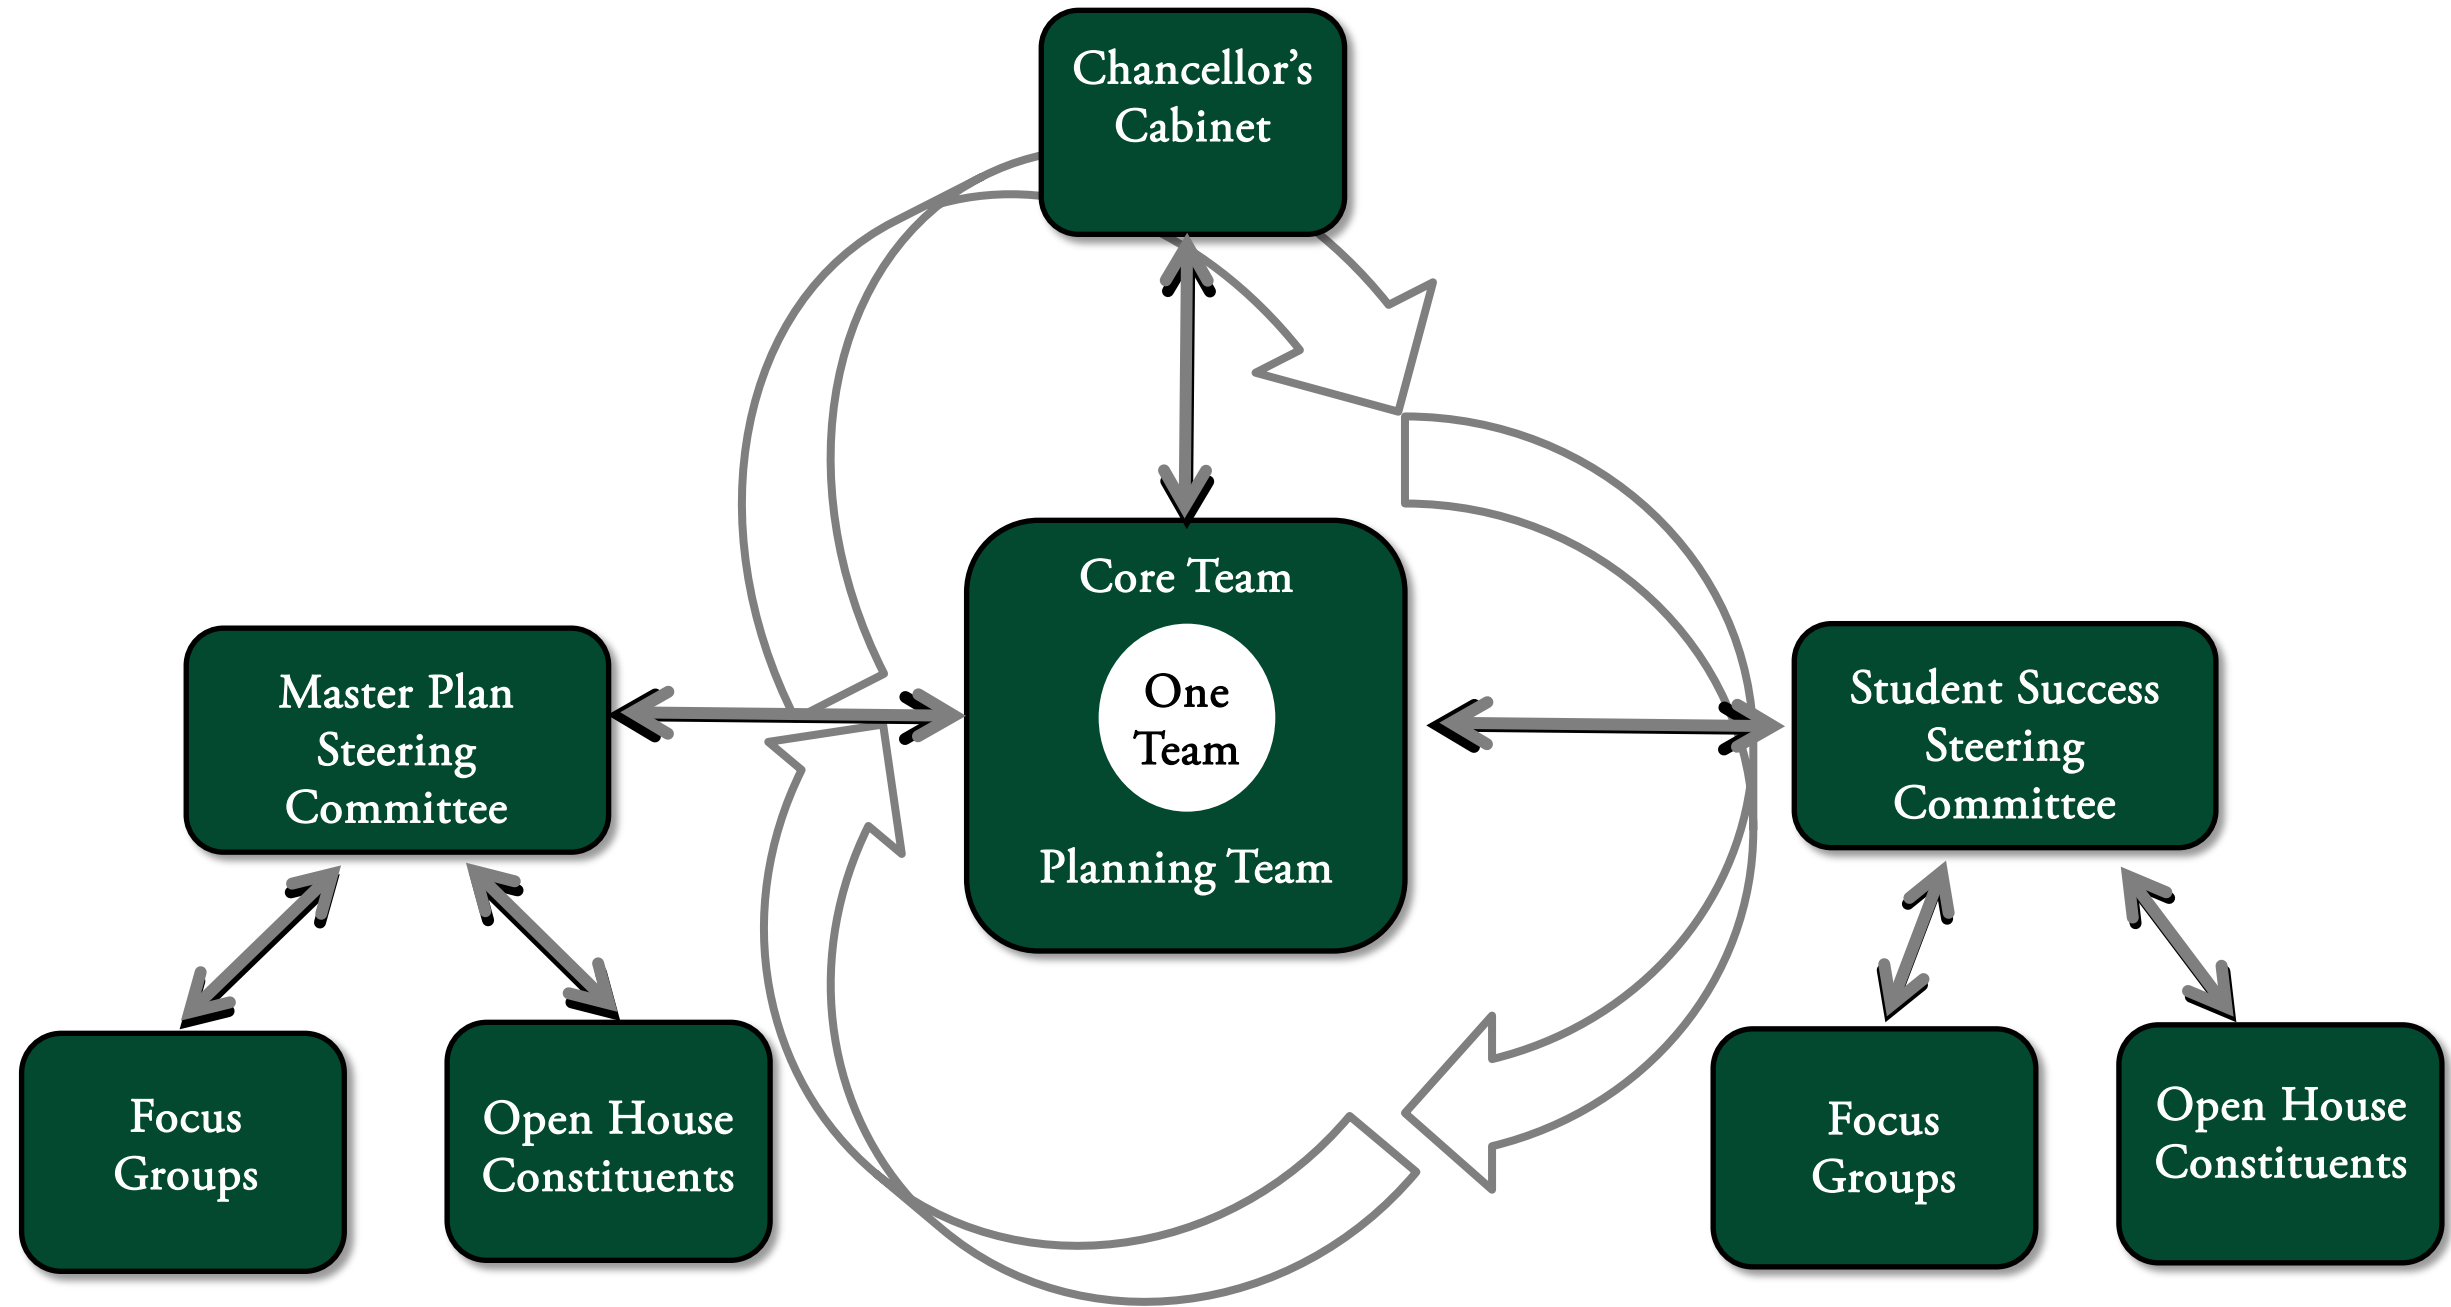 Chancellor’s
Cabinet
Core Team
One
Team
Planning Team
Master Plan
Steering
Committee
Student Success
Steering
Committee
Focus
Groups
Open House
Constituents
Focus
Groups
Open House
Constituents